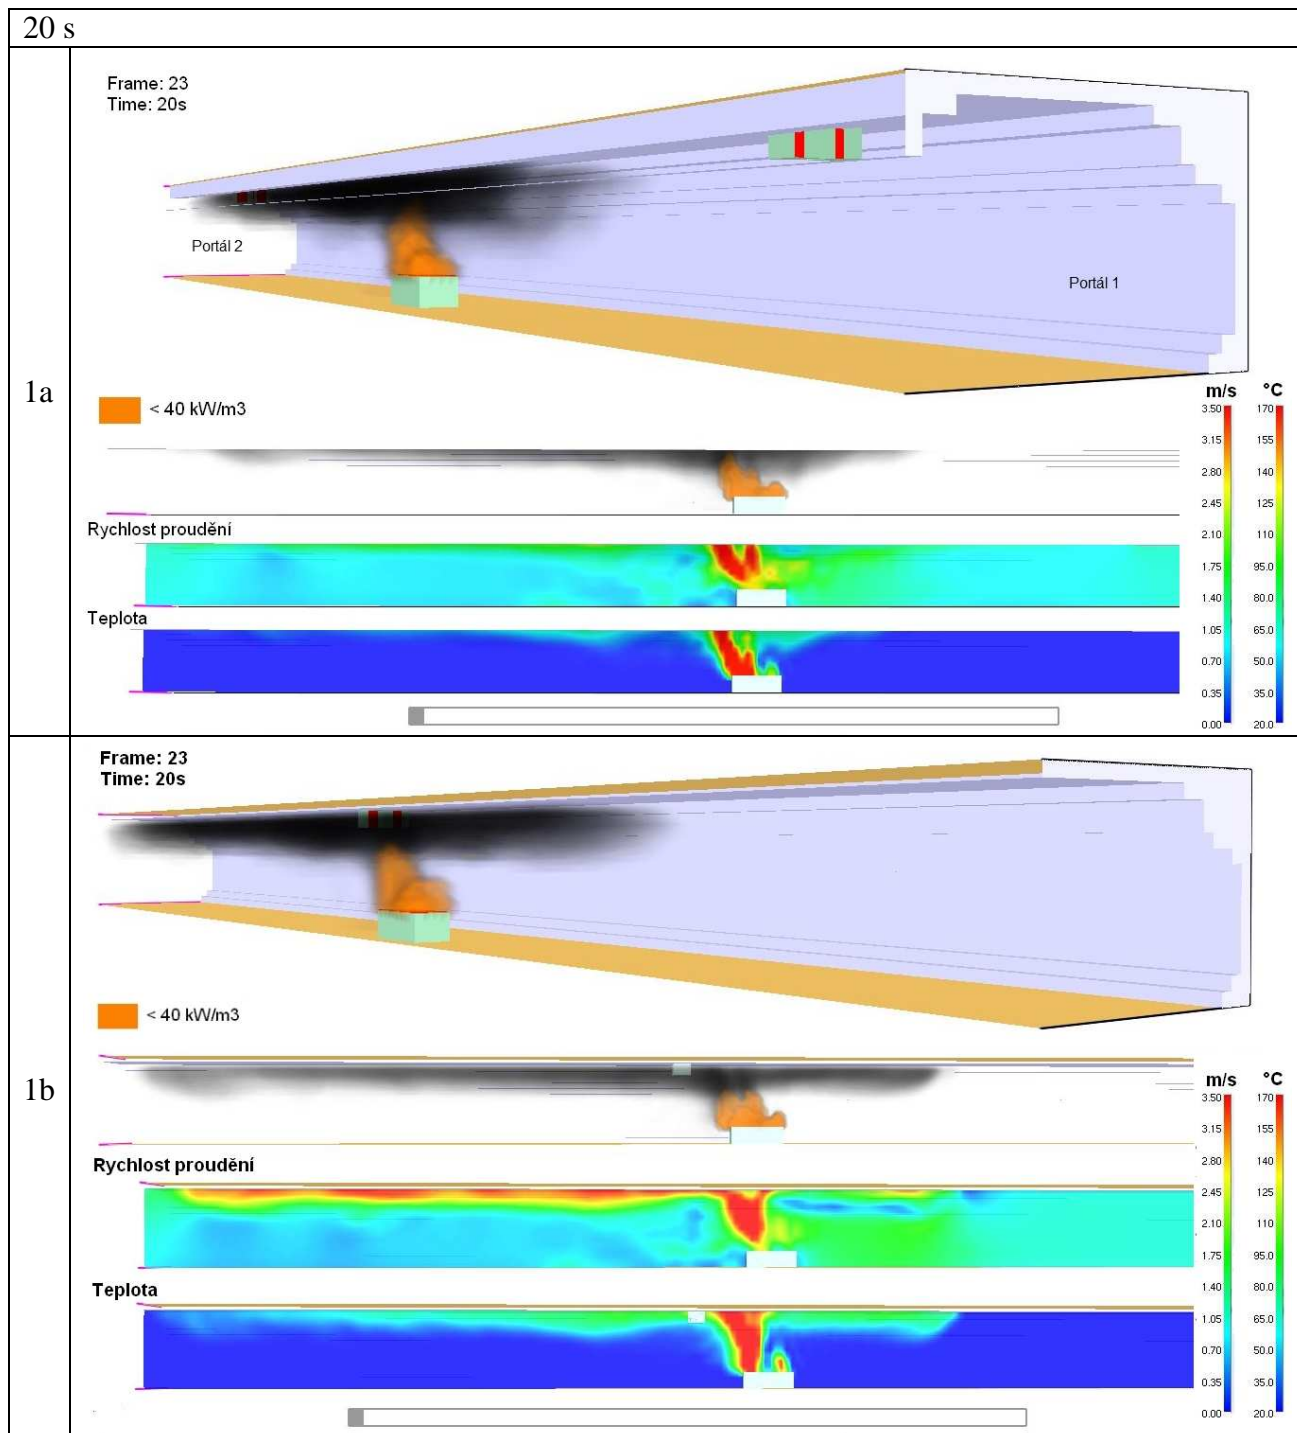 20 s
1a
Frame: 23
Time: 20s
Portál 2
Portál 1
< 40 kW/m3
m/s °C
3.50 170
3.15 155
2.80 140
2.45 125
2.10 110
1.75 95.0
1.40 80.0
1.05 65.0
0.70 50.0
0.35 35.0
0.00 20.0
Rychlost proudění
Teplota
1b
Frame: 23
Time: 20s
< 40 kW/m3
m/s °C
3.50 170
3.15 155
2.80 140
2.45 125
2.10 110
1.75 95.0
1.40 80.0
1.05 65.0
0.70 50.0
0.35 35.0
0.00 20.0
Rychlost proudění
Teplota